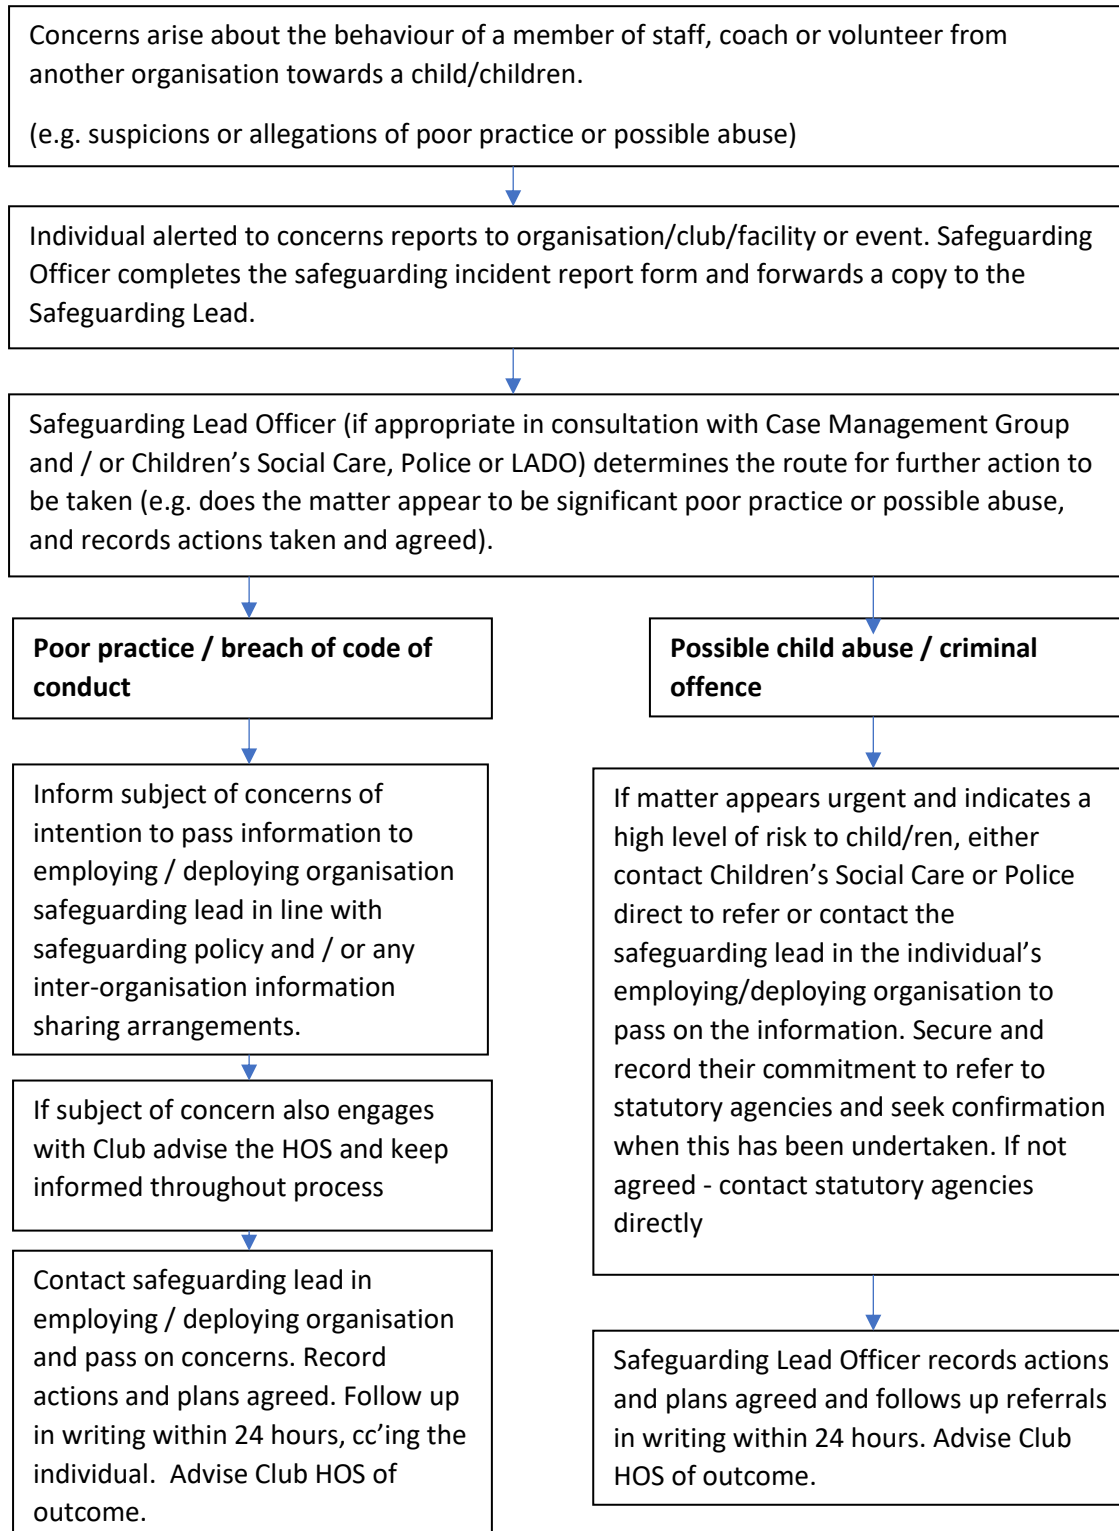 Concerns arise about the behaviour of a member of staff, coach or volunteer from
another organisation towards a child/children.
(e.g. suspicions or allegations of poor practice or possible abuse)
Individual alerted to concerns reports to organisation/club/facility or event. Safeguarding
Officer completes the safeguarding incident report form and forwards a copy to the
Safeguarding Lead.
Safeguarding Lead Officer (if appropriate in consultation with Case Management Group
and / or Children’s Social Care, Police or LADO) determines the route for further action to
be taken (e.g. does the matter appear to be significant poor practice or possible abuse,
and records actions taken and agreed).
Poor practice / breach of code of
conduct
Inform subject of concerns of
intention to pass information to
employing / deploying organisation
safeguarding lead in line with
safeguarding policy and / or any
inter-organisation information
sharing arrangements.
If subject of concern also engages
with Club advise the HOS and keep
informed throughout process
Contact safeguarding lead in
employing / deploying organisation
and pass on concerns. Record
actions and plans agreed. Follow up
in writing within 24 hours, cc’ing the
individual.  Advise Club HOS of
outcome.
Possible child abuse / criminal
offence
If matter appears urgent and indicates a
high level of risk to child/ren, either
contact Children’s Social Care or Police
direct to refer or contact the
safeguarding lead in the individual’s
employing/deploying organisation to
pass on the information. Secure and
record their commitment to refer to
statutory agencies and seek confirmation
when this has been undertaken. If not
agreed - contact statutory agencies
directly
Safeguarding Lead Officer records actions
and plans agreed and follows up referrals
in writing within 24 hours. Advise Club
HOS of outcome.